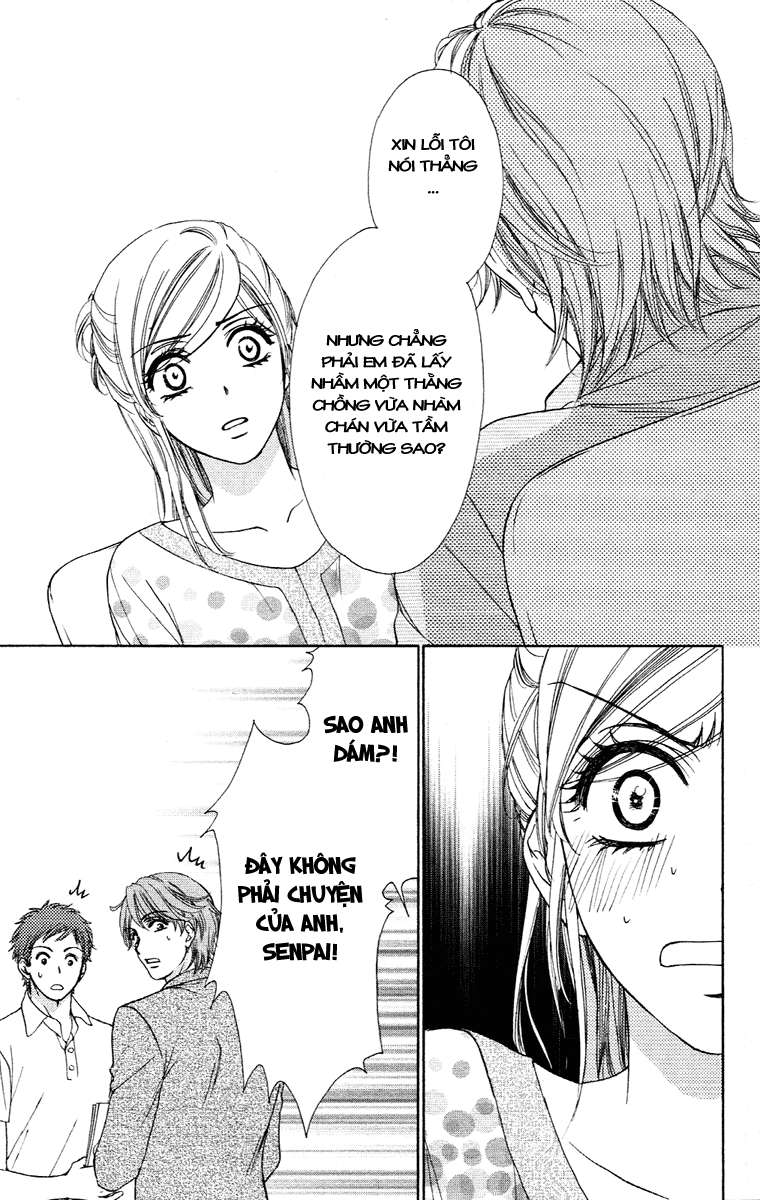 XIN LỖI TÔI
NÓI THẲNG
...
NHƯNG CHẲNG
PHẢI EM ĐÃ LẤY
NHẦM MỘT THẰNG
CHỒNG VỪA NHÀM
CHÁN VỪA TẦM
THƯỜNG SAO?
SAO ANH
DÁM?!
ĐÂY KHÔNG
PHẢI CHUYỆN
CỦA ANH,
SENPAI!